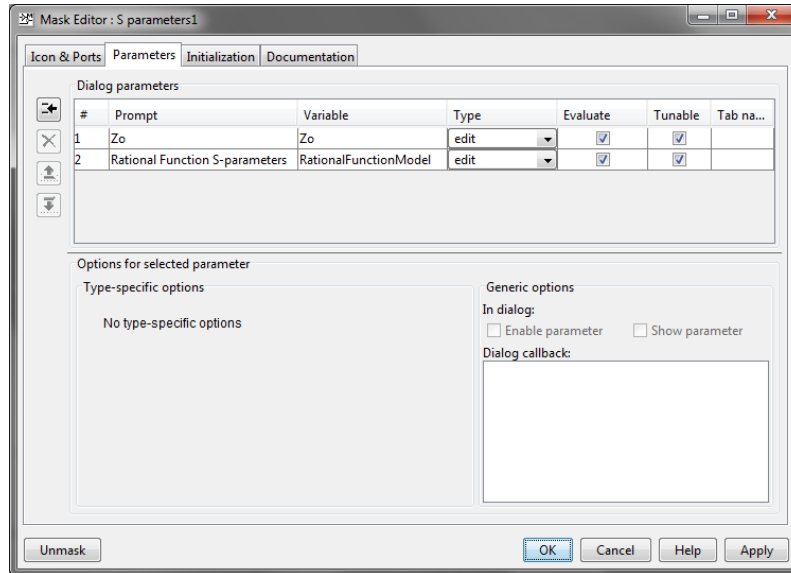 Mask Editor : S parameters1
Icon & Ports Parameters Initialization Documentation
Dialog parameters
# Prompt Variable Type Evaluate Tunable Tab na...
1 Zo Zo edit
2 Rational Function S-parameters RationalFunctionModel edit
Options for selected parameter
Type-specific options Generic options
No type-specific options In dialog:
Enable parameter Show parameter
Dialog callback:
Unmask OK Cancel Help Apply